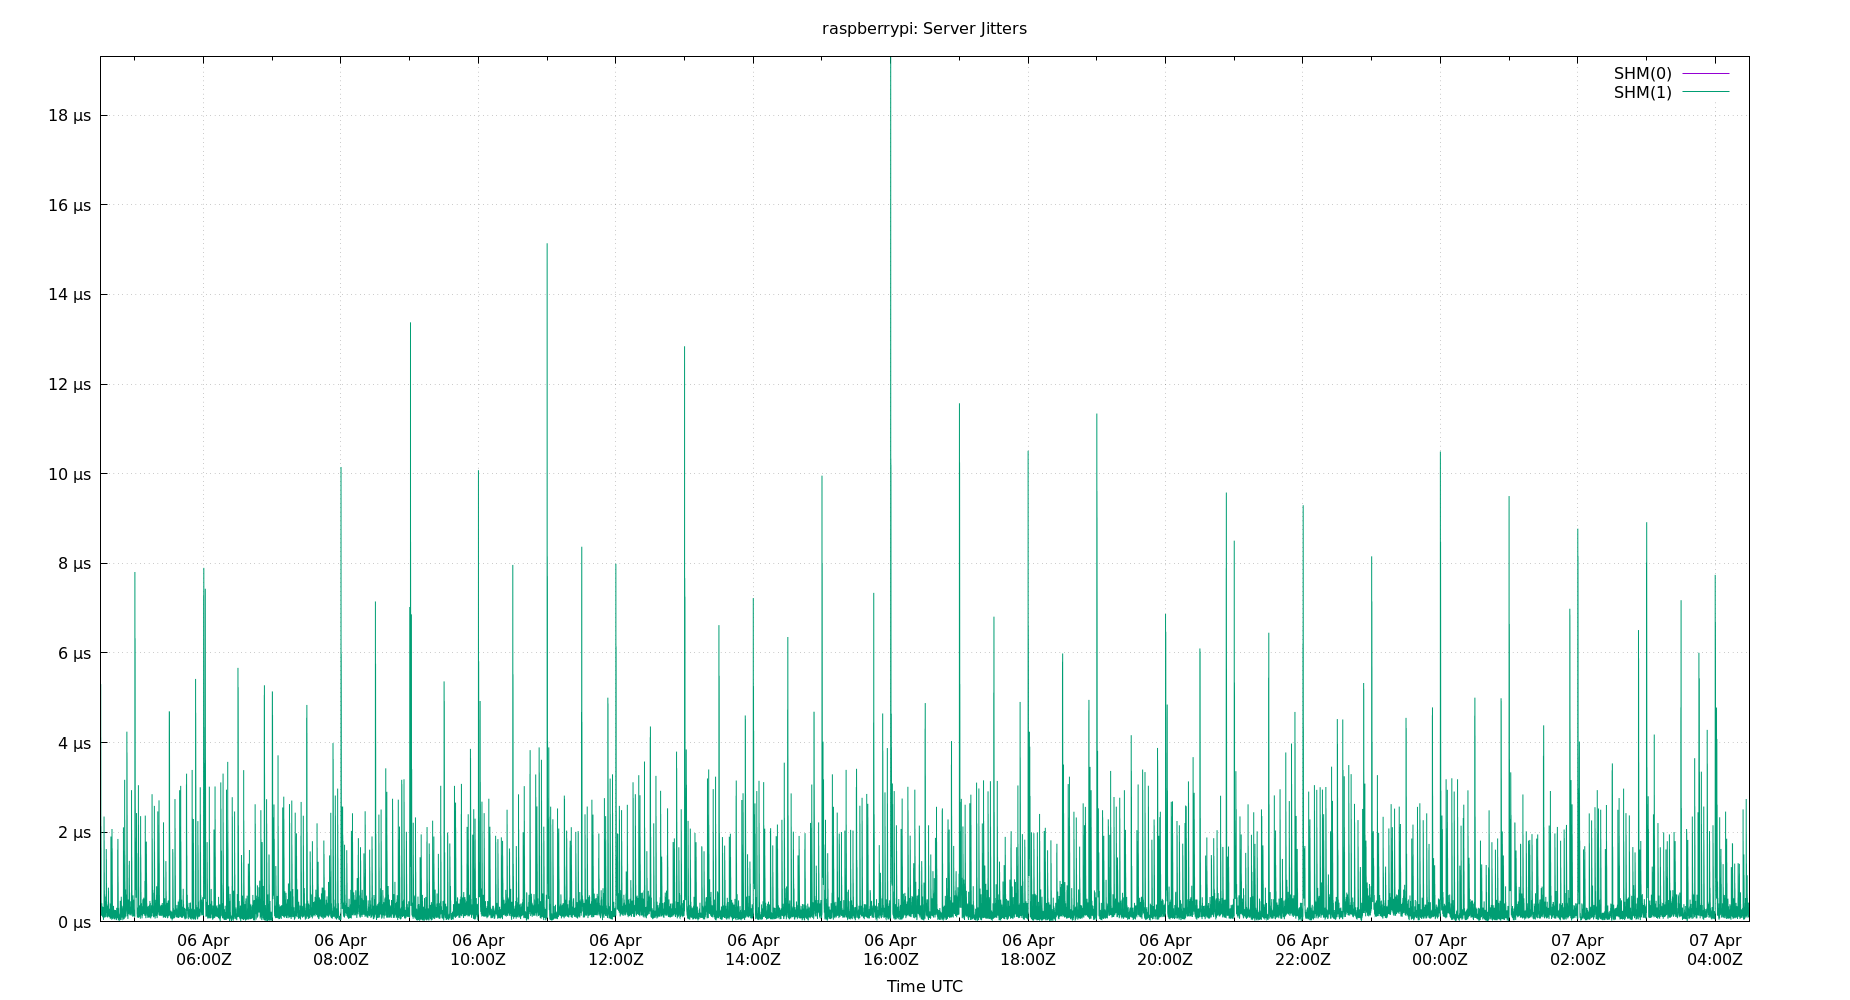 raspberrypi: Server Jitters
SHM(0)
SHM(1)
18 µs
16 µs
14 µs
12 µs
10 µs
8 µs
6 µs
4 µs
2 µs
0 µs
06 Apr 06 Apr 06 Apr 06 Apr 06 Apr 06 Apr 06 Apr 06 Apr 06 Apr 07 Apr 07 Apr 07 Apr
06:00Z 08:00Z 10:00Z 12:00Z 14:00Z 16:00Z 18:00Z 20:00Z 22:00Z 00:00Z 02:00Z 04:00Z
Time UTC